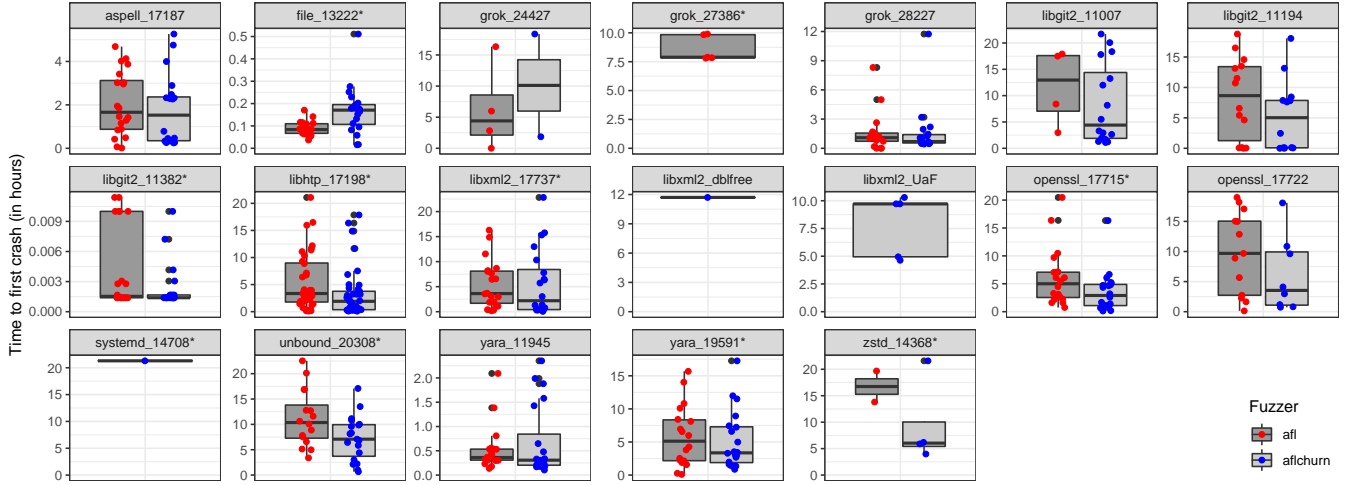 aspell_17187 file_13222* grok_24427 grok_27386* grok_28227 libgit2_11007 libgit2_11194
4 2 0
0.5 0.4 0.3 0.2 0.1 0.0
15 10 5 0
10.0 7.5 5.0 2.5 0.0
12 9 6 3 0
20 15 10 5 0
15 10 5 0
Time to first crash (in hours)
libgit2_11382* libhtp_17198* libxml2_17737* libxml2_dblfree libxml2_UaF openssl_17715* openssl_17722
0.009 0.006 0.003 0.000
20 15 10 5 0
20 15 10 5 0
12 9 6 3 0
10.0 7.5 5.0 2.5 0.0
20 15 10 5 0
15 10 5 0
systemd_14708* unbound_20308* yara_11945 yara_19591* zstd_14368*
20 15 10 5 0
20 15 10 5 0
2.0 1.5 1.0 0.5 0.0
15 10 5 0
20 15 10 5 0
Fuzzer
afl
aflchurn